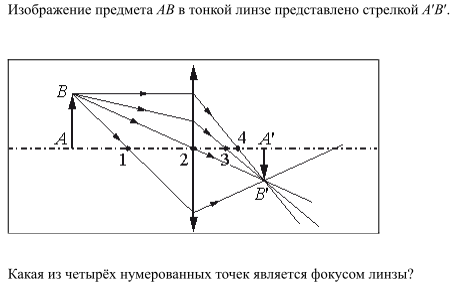 Изображение предмета AB в тонкой линзе представлено стрелкой A'B'.
B
A
1
2
3
4
A'
B'
Какая из четырёх нумерованных точек является фокусом линзы?